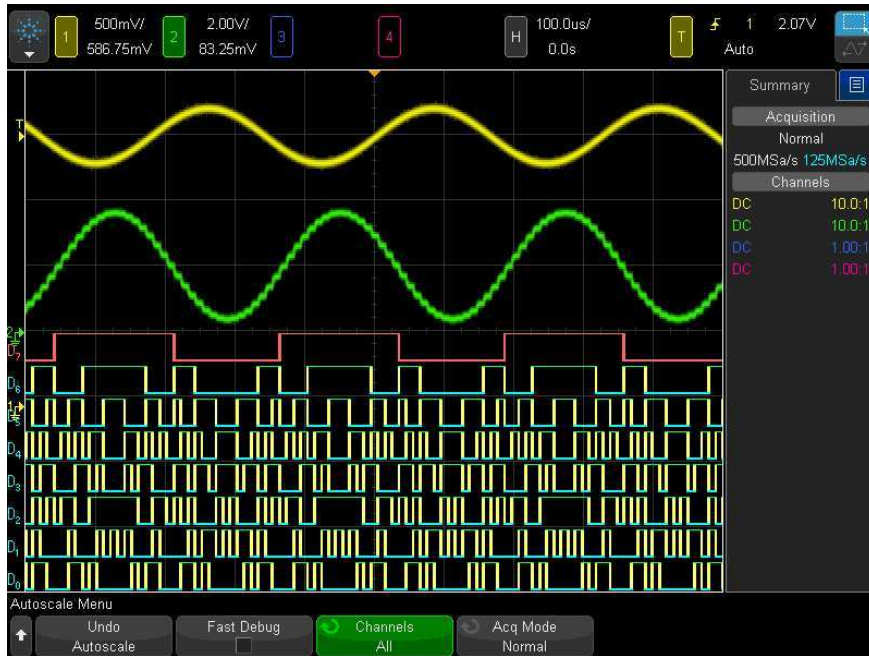 1 500mV/ 586.75mV
2 2.00V/ 83.25mV
3
4
H 100.0us/ 0.0s
T 1 2.07V
Auto
Summary
Acquisition
Normal
500MSa/s 125MSa/s
Channels
DC 10.0:1
DC 10.0:1
DC 1.00:1
DC 1.00:1
T
2
D7
D6
1
D5
D4
D3
D2
D1
D0
Autoscale Menu
Undo
Autoscale
Fast Debug
Channels
All
Acq Mode
Normal